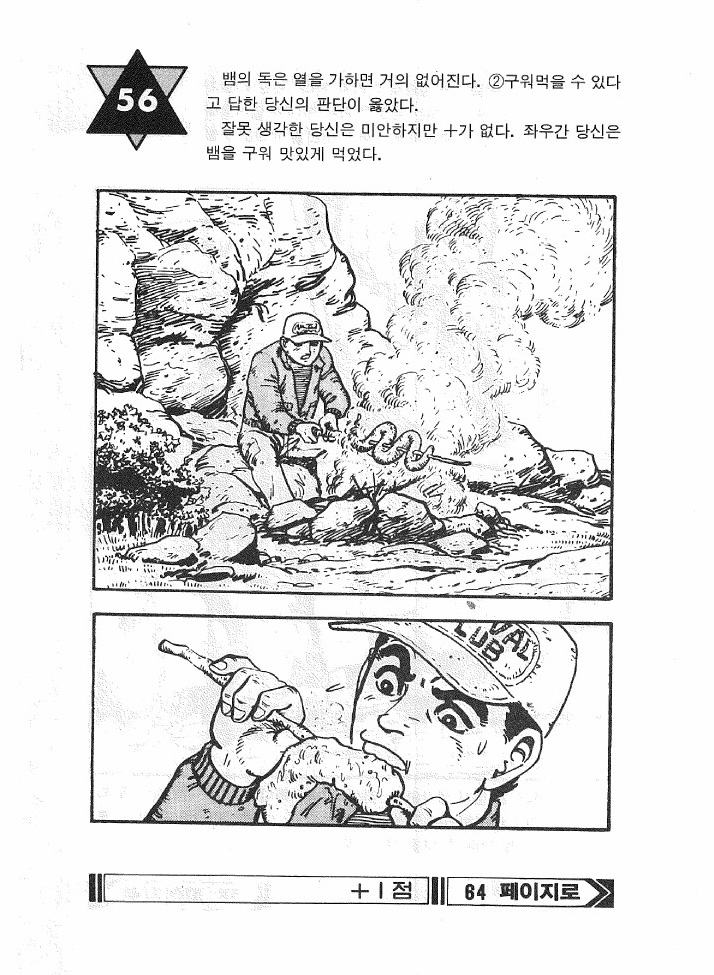 56
뱀의 독은 열을 가하면 거의 없어진다. ②구워먹을 수 있다
고 답한 당신의 판단이 옳았다.
잘못 생각한 당신은 미안하지만 +가 없다. 좌우간 당신은
뱀을 구워 맛있게 먹었다.
VAL
LUB
+1점
64 페이지로